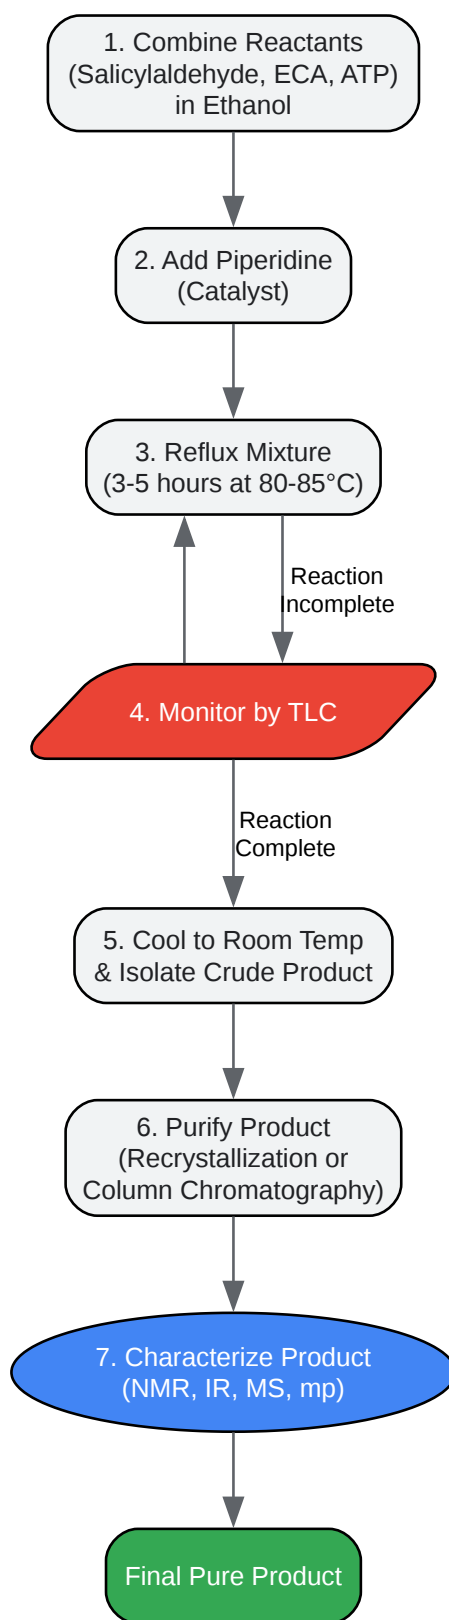 1. Combine Reactants
(Salicylaldehyde, ECA, ATP)
in Ethanol
2. Add Piperidine
(Catalyst)
3. Reflux Mixture
(3-5 hours at 80-85°C)
Reaction
Incomplete
4. Monitor by TLC
Reaction
Complete
5. Cool to Room Temp
& Isolate Crude Product
6. Purify Product
(Recrystallization or
Column Chromatography)
7. Characterize Product
(NMR, IR, MS, mp)
Final Pure Product